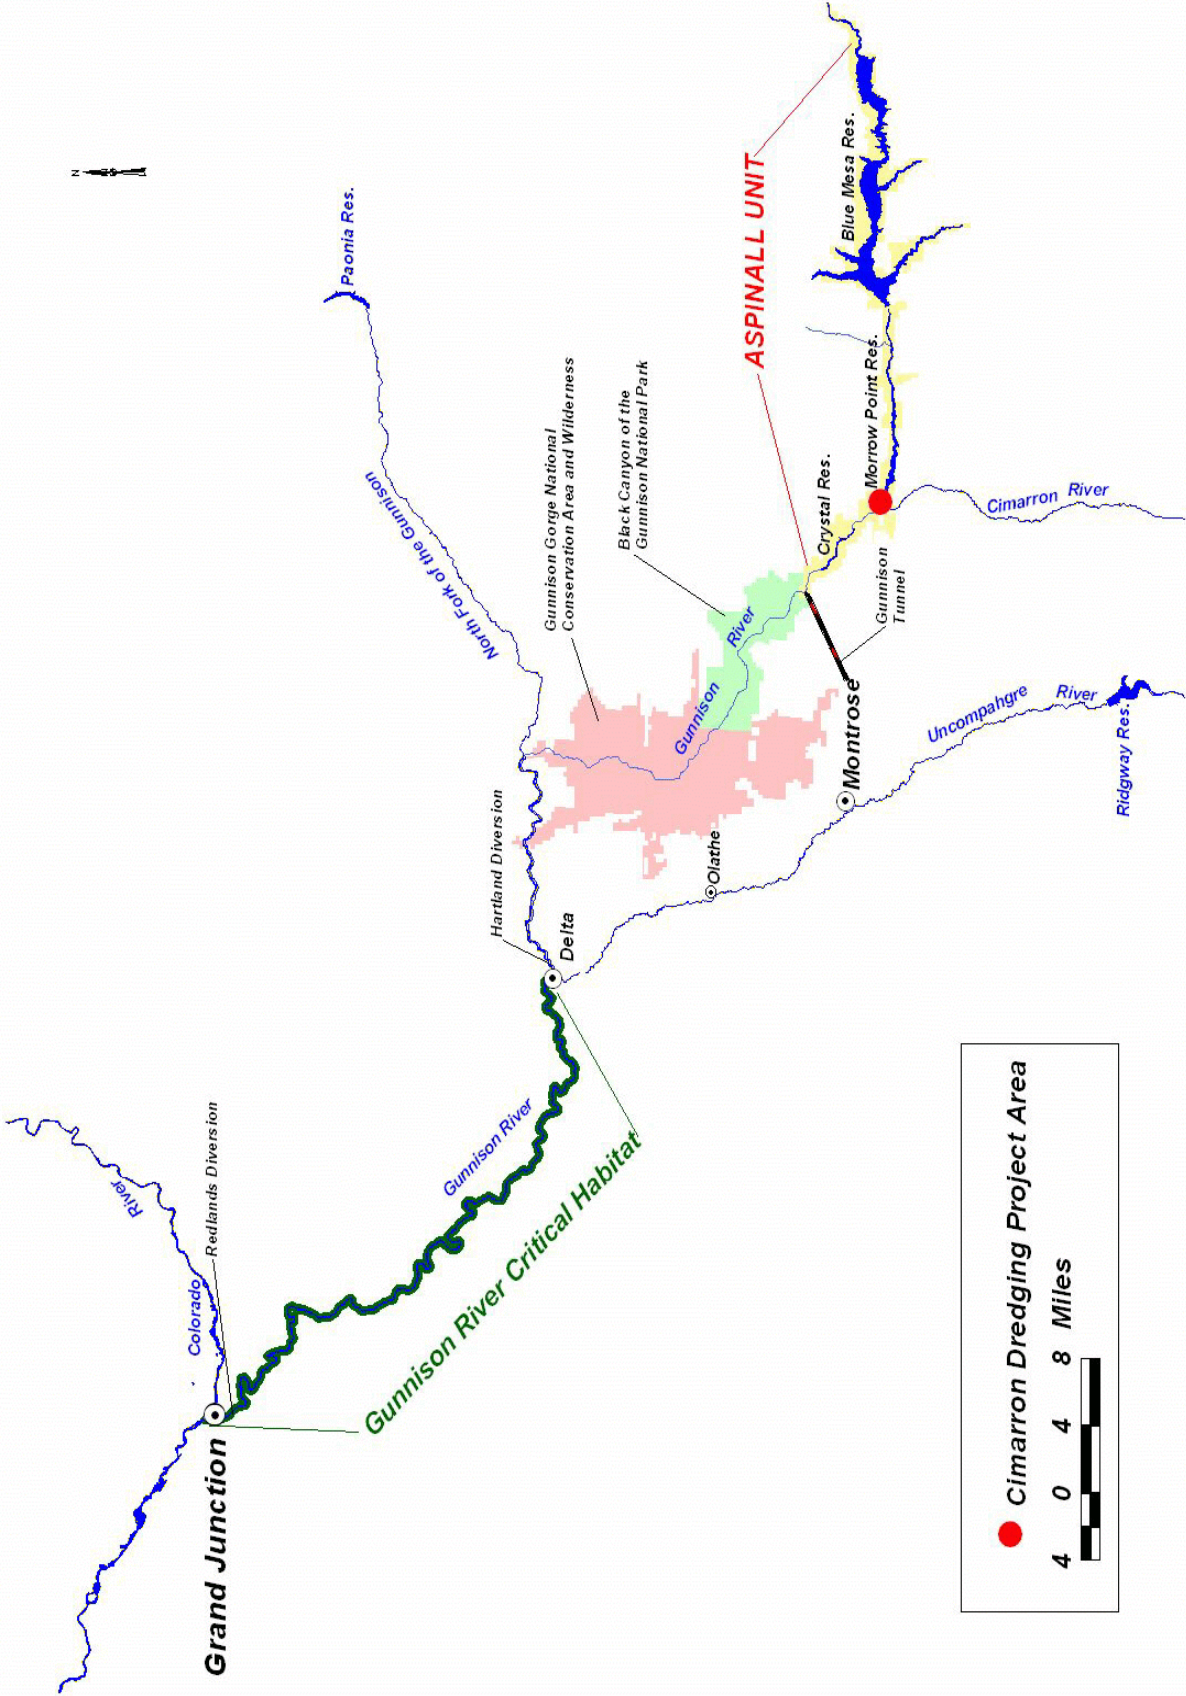 N
Paonia Res.
North Fork of the Gunnison
Colorado
River
Redlands Diversion
Grand Junction
Gunnison River
Gunnison River Critical Habitat
Hartland Diversion
Delta
Gunnison Gorge National
Conservation Area and Wilderness
Black Canyon of the
Gunnison National Park
Gunnison
River
ASPINALL UNIT
Blue Mesa Res.
Morrow Point Res.
Crystal Res.
Cimarron River
Gunnison
Tunnel
Olathe
Montrose
Uncompahgre River
Ridgway Res.
Cimarron Dredging Project Area
4 0 4 8 Miles